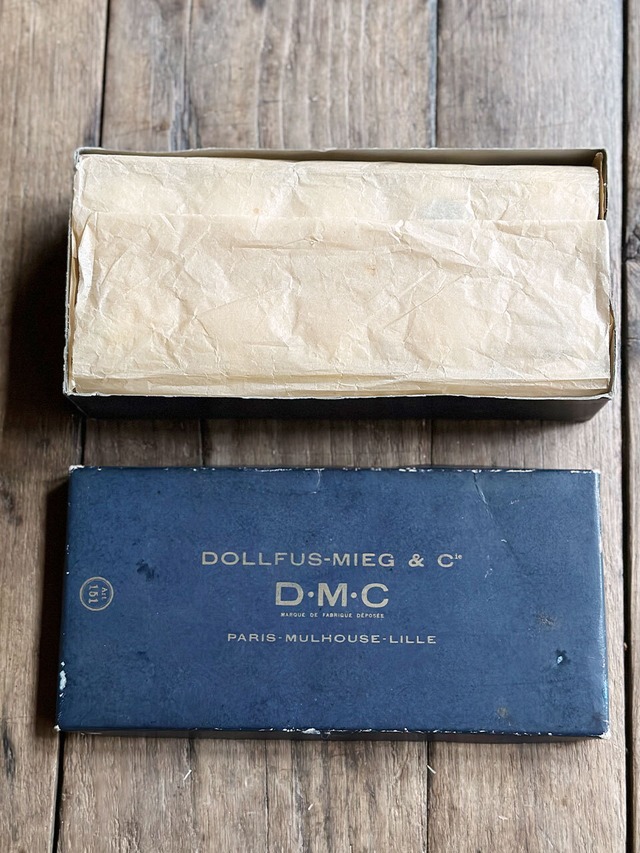 DOLLFUS-MIEG & Cie
D·M·C
MARQUE DE FABRIQUE DÉPOSÉE
PARIS-MULHOUSE-LILLE
Art
151